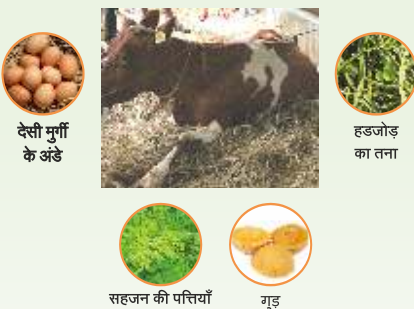 देसी मुर्गी
के अंडे
हडजोड़
का तना
सहजन की पत्तियाँ
गुड़